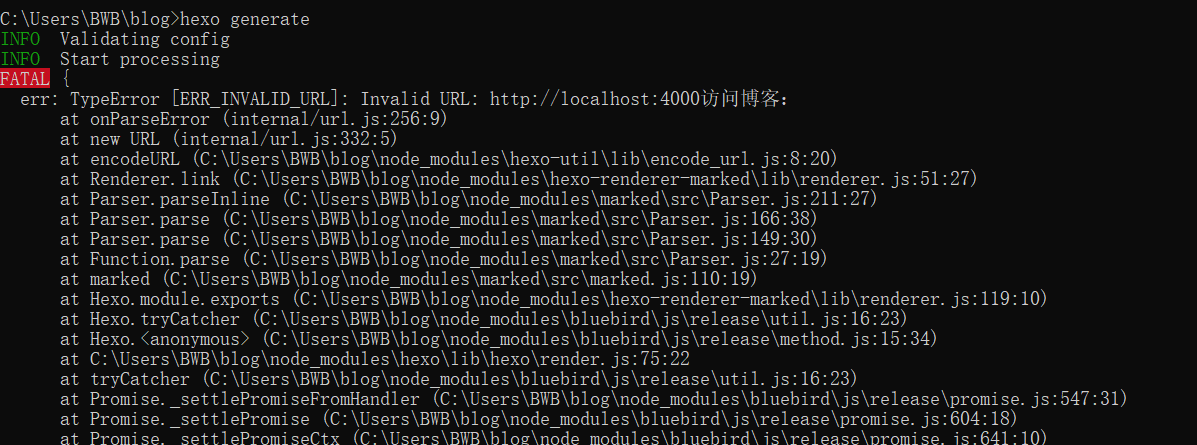 C:\Users\BWB\blog>hexo generate
INFO  Validating config
INFO  Start processing
FATAL {
  err: TypeError [ERR_INVALID_URL]: Invalid URL: http://localhost:4000访问博客：
      at onParseError (internal/url.js:256:9)
      at new URL (internal/url.js:332:5)
      at encodeURL (C:\Users\BWB\blog\node_modules\hexo-util\lib\encode_url.js:8:20)
      at Renderer.link (C:\Users\BWB\blog\node_modules\hexo-renderer-marked\lib\renderer.js:51:27)
      at Parser.parseInline (C:\Users\BWB\blog\node_modules\marked\src\Parser.js:211:27)
      at Parser.parse (C:\Users\BWB\blog\node_modules\marked\src\Parser.js:166:38)
      at Parser.parse (C:\Users\BWB\blog\node_modules\marked\src\Parser.js:149:30)
      at Function.parse (C:\Users\BWB\blog\node_modules\marked\src\Parser.js:27:19)
      at marked (C:\Users\BWB\blog\node_modules\marked\src\marked.js:110:19)
      at Hexo.module.exports (C:\Users\BWB\blog\node_modules\hexo-renderer-marked\lib\renderer.js:119:10)
      at Hexo.tryCatcher (C:\Users\BWB\blog\node_modules\bluebird\js\release\util.js:16:23)
      at Hexo.<anonymous> (C:\Users\BWB\blog\node_modules\bluebird\js\release\method.js:15:34)
      at C:\Users\BWB\blog\node_modules\hexo\lib\hexo\render.js:75:22
      at tryCatcher (C:\Users\BWB\blog\node_modules\bluebird\js\release\util.js:16:23)
      at Promise._settlePromiseFromHandler (C:\Users\BWB\blog\node_modules\bluebird\js\release\promise.js:547:31)
      at Promise._settlePromise (C:\Users\BWB\blog\node_modules\bluebird\js\release\promise.js:604:18)
      at Promise._settlePromiseCtx (C:\Users\BWB\blog\node_modules\bluebird\js\release\promise.js:641:10)